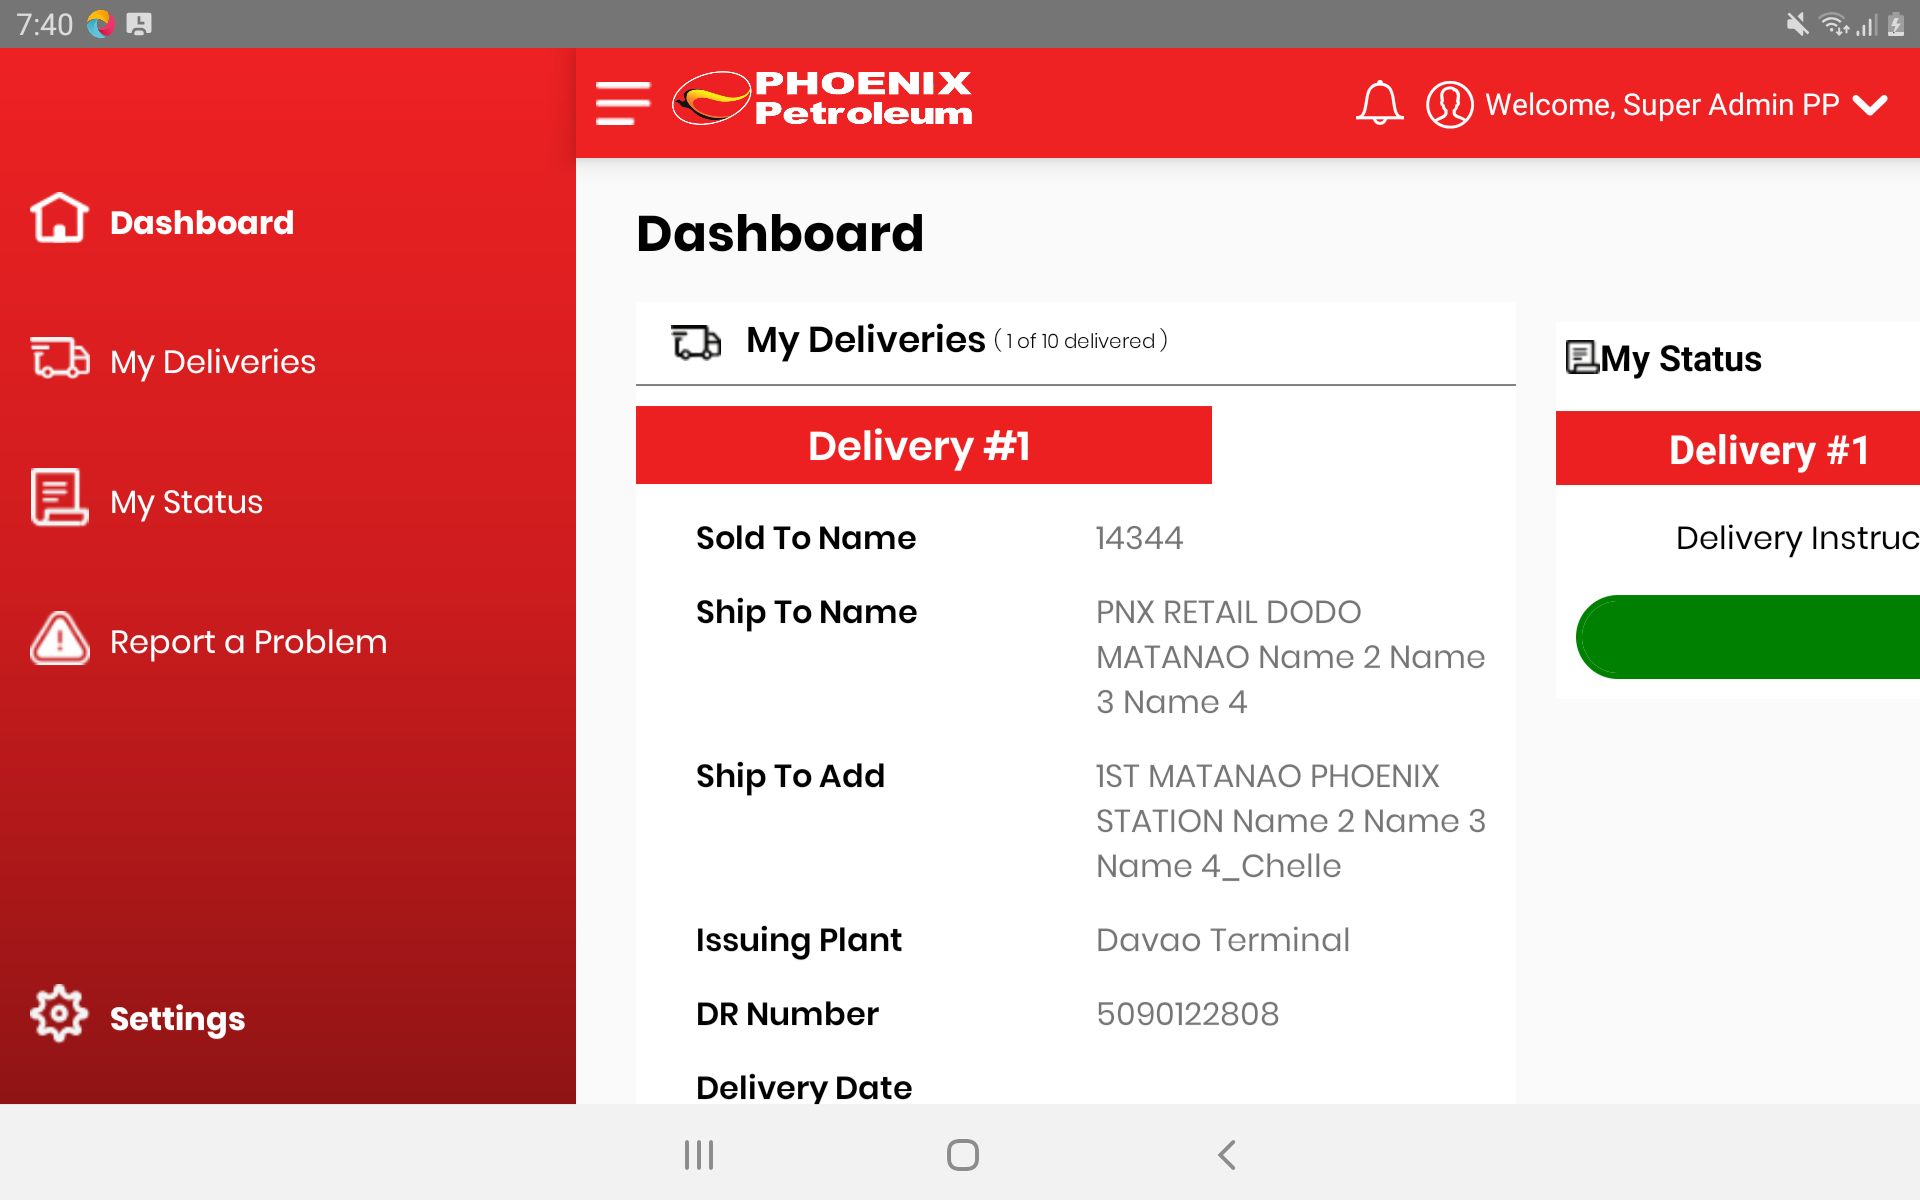 7:40
PHOENIX
Petroleum
Welcome, Super Admin PP
Dashboard
My Deliveries
My Status
Report a Problem
Settings
Dashboard
My Deliveries ( 1 of 10 delivered )
Delivery #1
Sold To Name 14344
Ship To Name PNX RETAIL DODO
MATANAO Name 2 Name
3 Name 4
Ship To Add 1ST MATANAO PHOENIX
STATION Name 2 Name 3
Name 4_Chelle
Issuing Plant Davao Terminal
DR Number 5090122808
Delivery Date
My Status
Delivery #1
Delivery Instruc